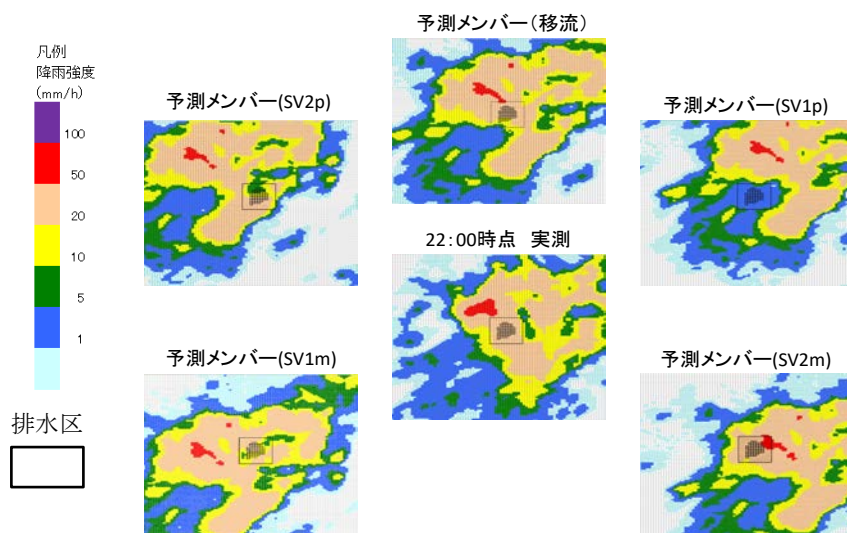 予測メンバー（移流）
凡例
降雨強度
(mm/h)
予測メンバー(SV2p)
予測メンバー(SV1p)
100
50
20
10
5
1
22:00時点　実測
予測メンバー(SV1m)
予測メンバー(SV2m)
排水区